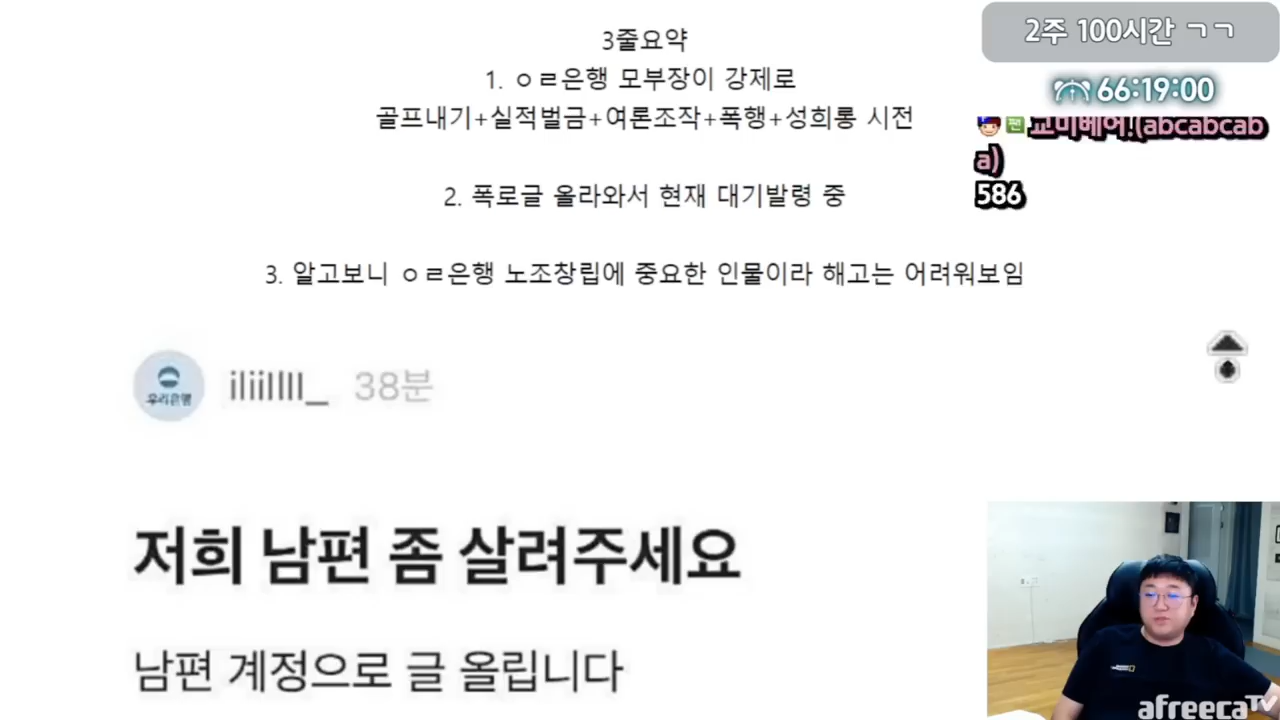 3줄요약
1. ㅇㄹ은행 모부장이 강제로
골프내기+실적벌금+여론조작+폭행+성희롱 시전
2. 폭로글 올라와서 현재 대기발령 중
3. 알고보니 ㅇㄹ은행 노조창립에 중요한 인물이라 해고는 어려워보임
우리은행
iliilllI_ 38분
저희 남편 좀 살려주세요
남편 계정으로 글 올립니다
2주 100시간 ㄱㄱ
66:19:00
팬 교미베어!(abcabcab
a)
586
afreecaTV